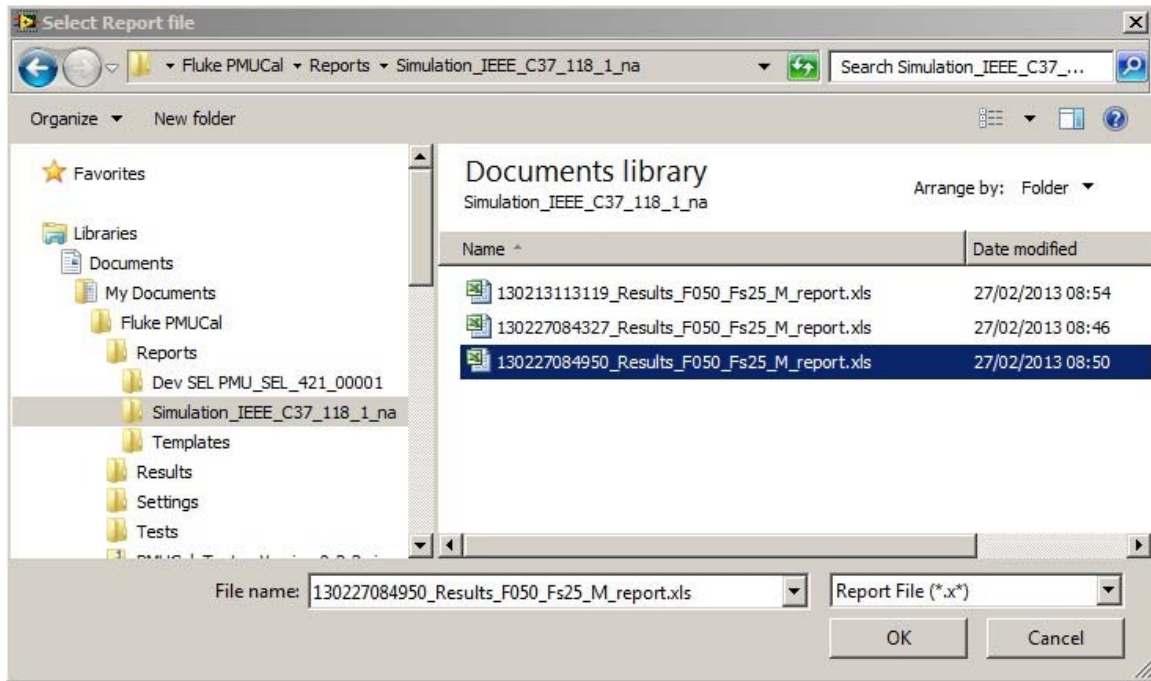 Select Report file
Fluke PMUCal Reports Simulation_IEEE_C37_118_1_na
Search Simulation_IEEE_C37_...
Organize New folder
Favorites
Libraries
Documents
My Documents
Fluke PMUCal
Reports
Dev SEL PMU_SEL_421_00001
Simulation_IEEE_C37_118_1_na
Templates
Results
Settings
Tests
Documents library
Simulation_IEEE_C37_118_1_na
Arrange by: Folder
Name Date modified
130213113119_Results_F050_Fs25_M_report.xls 27/02/2013 08:54
130227084327_Results_F050_Fs25_M_report.xls 27/02/2013 08:46
130227084950_Results_F050_Fs25_M_report.xls 27/02/2013 08:50
File name: 130227084950_Results_F050_Fs25_M_report.xls Report File (*.x*)
OK Cancel